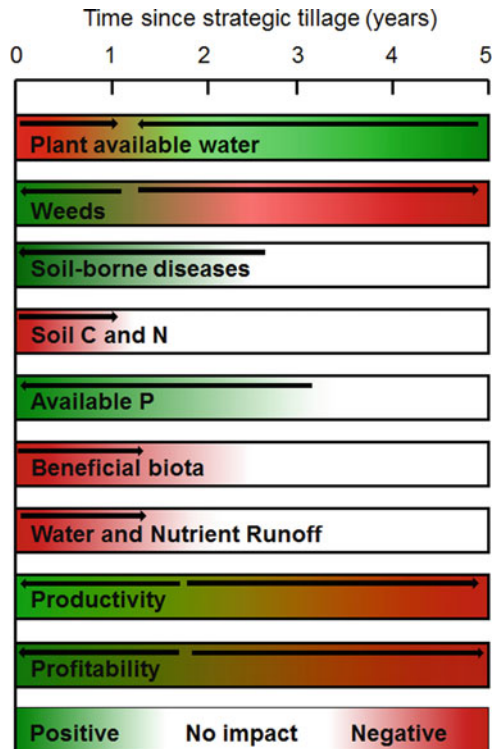 Time since strategic tillage (years)
0 1 2 3 4 5
Plant available water
Weeds
Soil-borne diseases
Soil C and N
Available P
Beneficial biota
Water and Nutrient Runoff
Productivity
Profitability
Positive No impact Negative